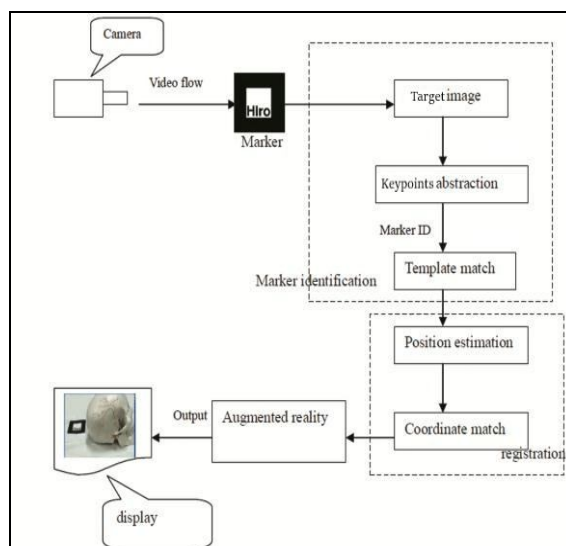 Camera
Video flow
HIro
Marker
Target image
Keypoints abstraction
Marker ID
Template match
Marker identification
Position estimation
Coordinate match
registration
Augmented reality
Output
display